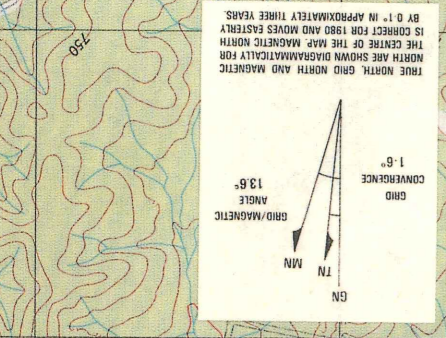 GN
TN
MN
GRID
CONVERGENCE
1·6°
GRID/MAGNETIC
ANGLE
13.6°
TRUE NORTH, GRID NORTH AND MAGNETIC
NORTH ARE SHOWN DIAGRAMMATICALLY FOR
THE CENTRE OF THE MAP. MAGNETIC NORTH
IS CORRECT FOR 1980 AND MOVES EASTERLY
BY 0.1° IN APPROXIMATELY THREE YEARS.
750